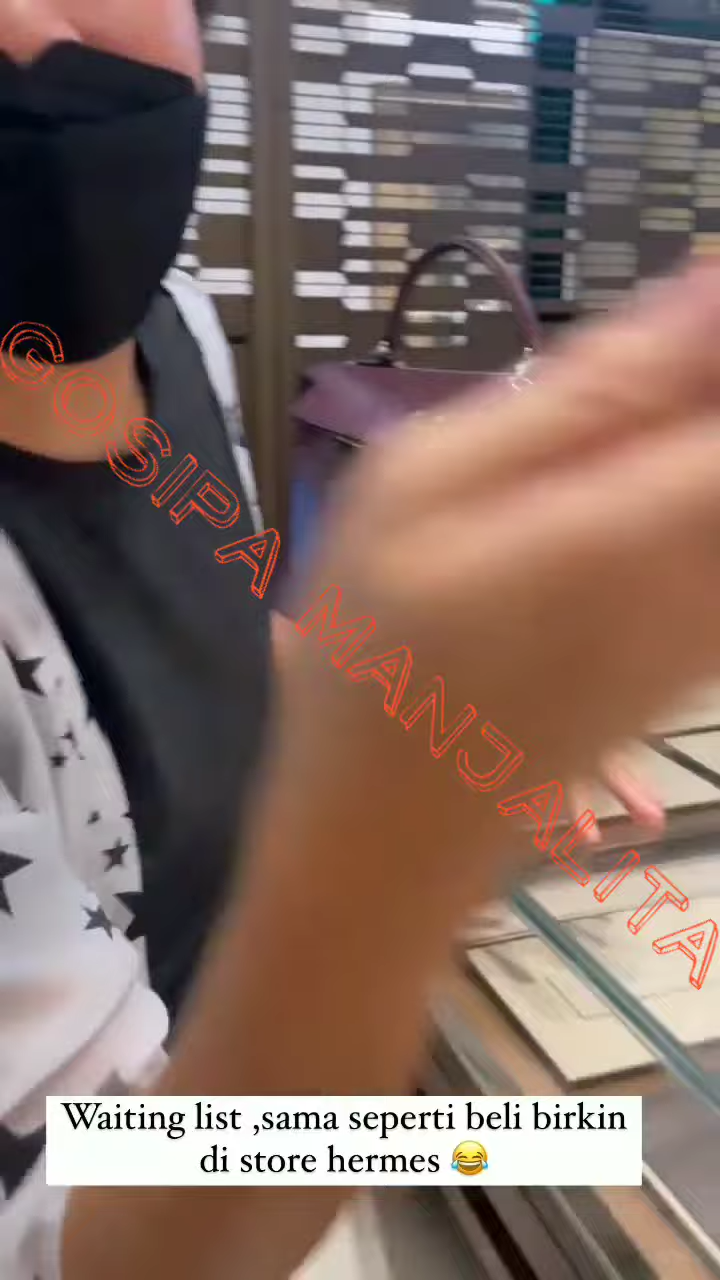 GOSIPA MANJALITA
Waiting list ,sama seperti beli birkin
di store hermes 😂